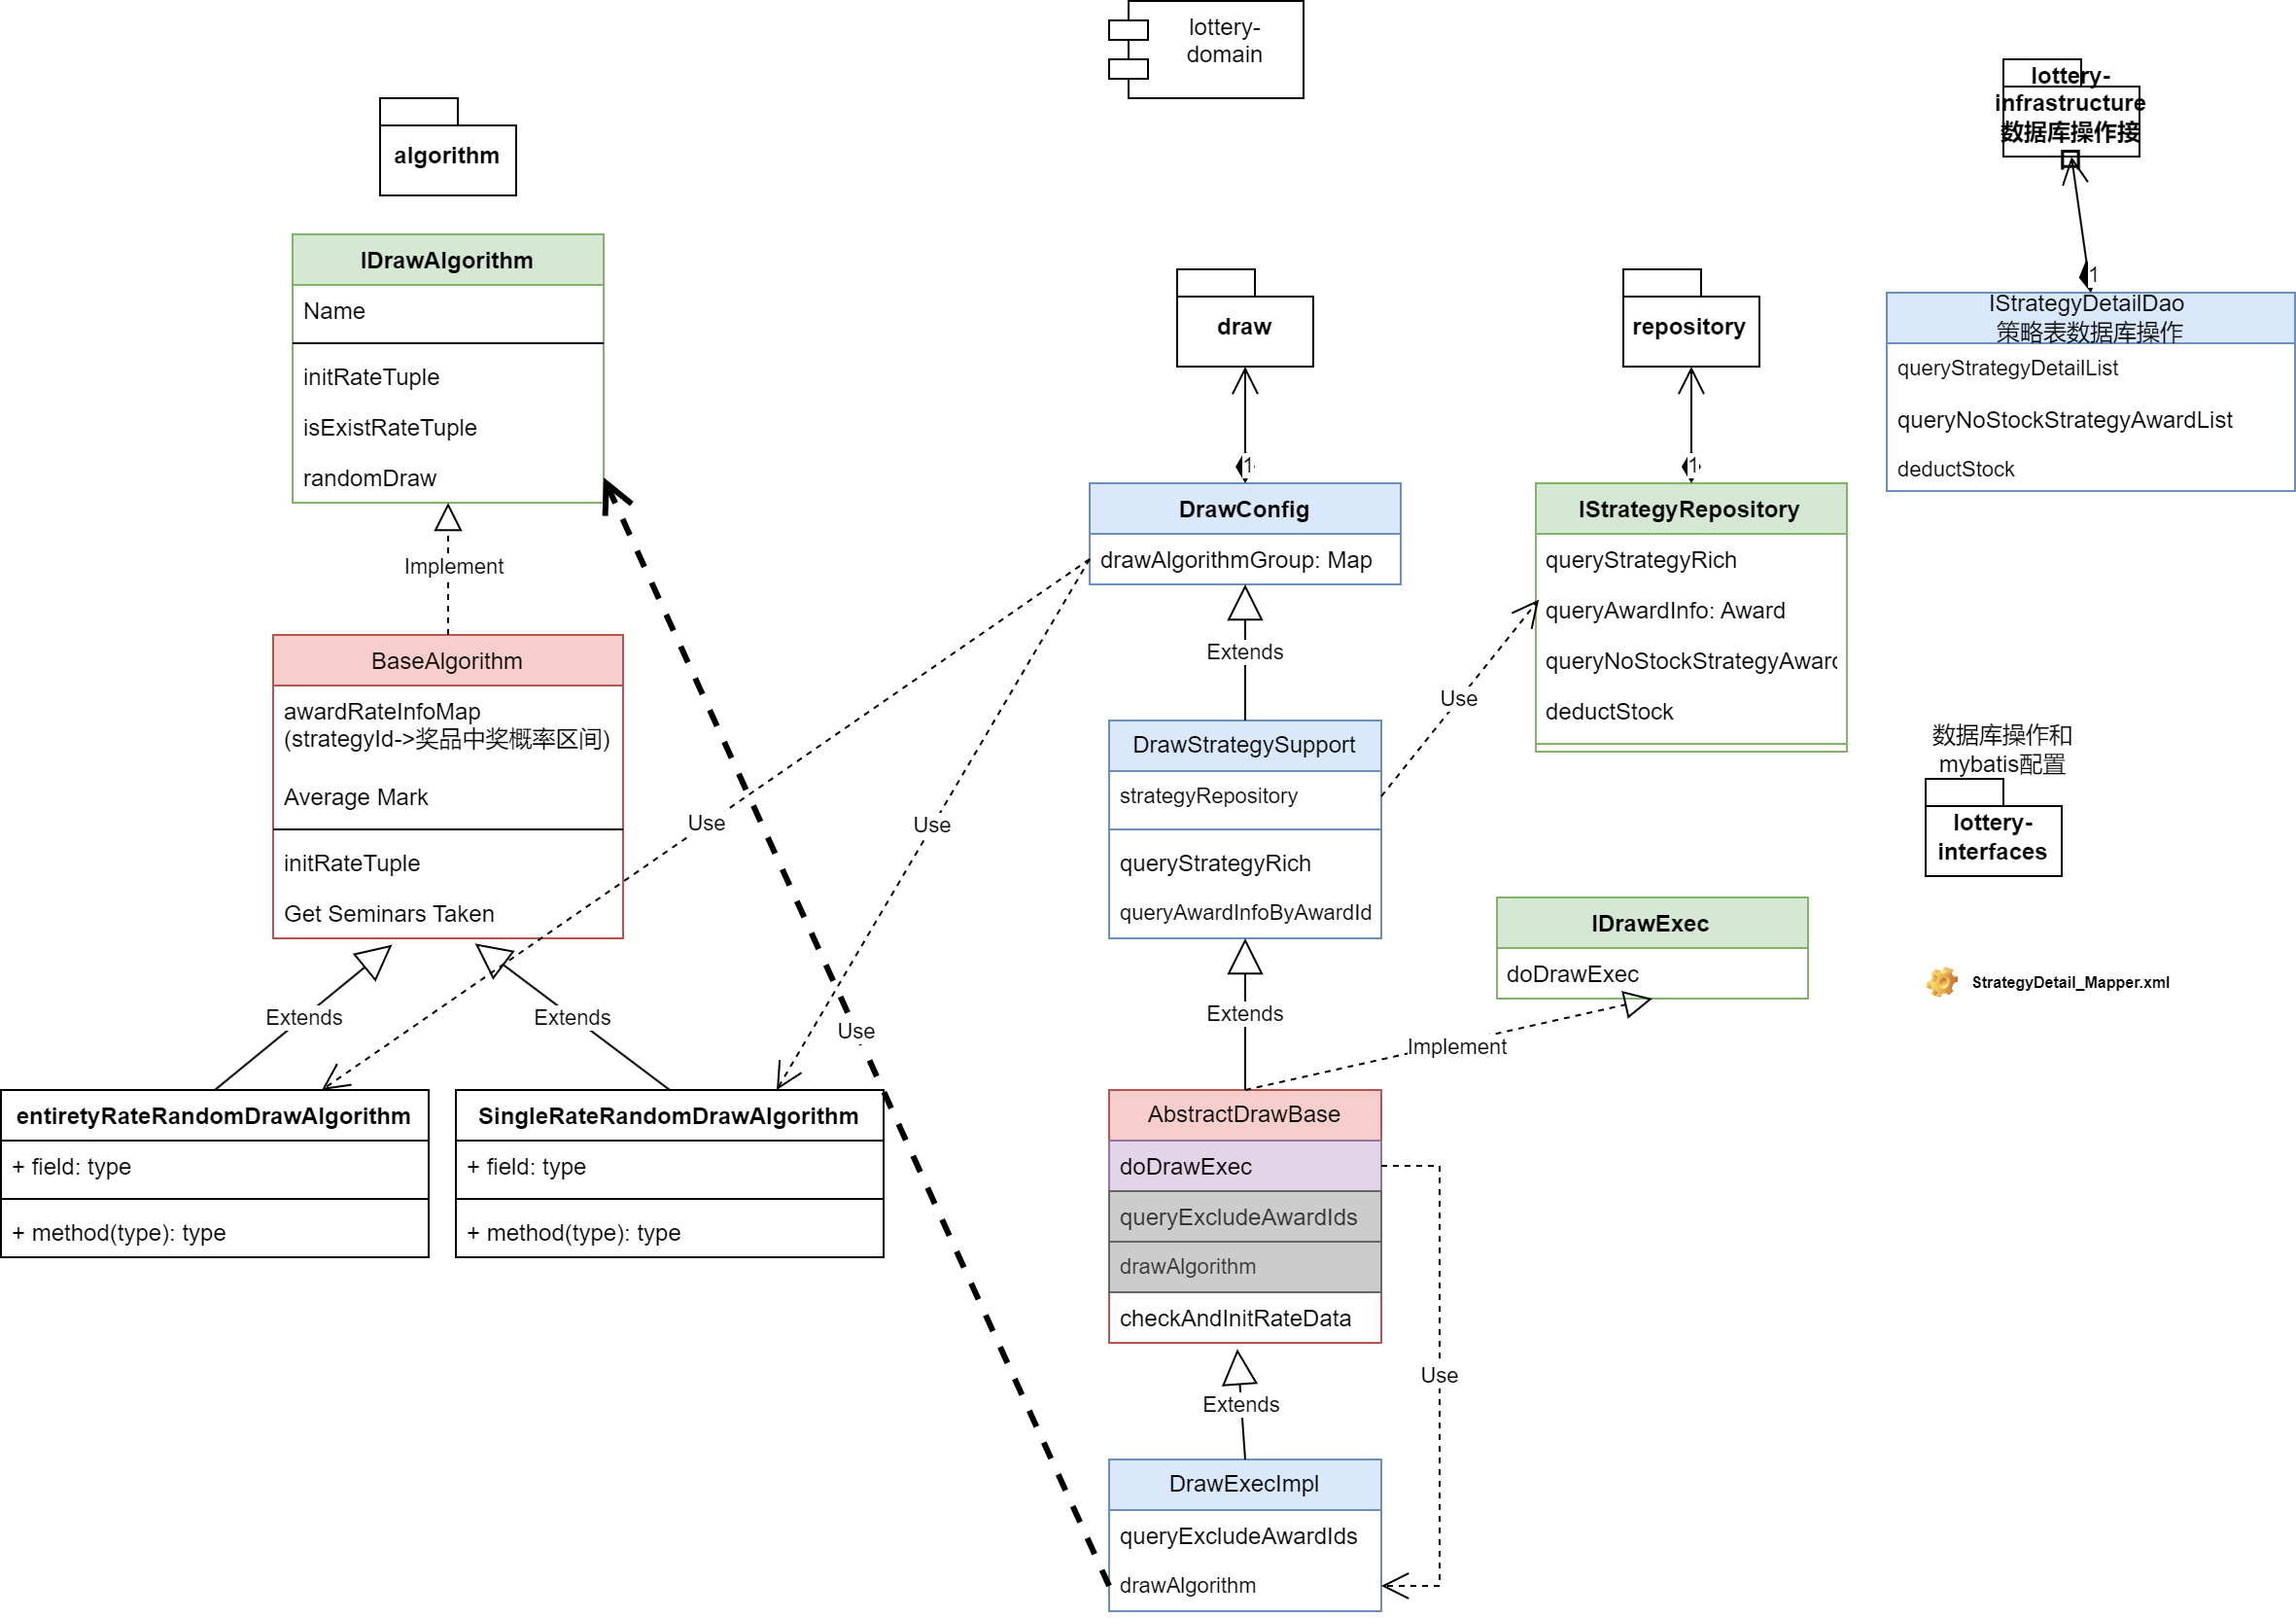 lottery-
domain
lottery-
infrastructure
数据库操作接
algorithm
IDrawAlgorithm
Name
initRateTuple
isExistRateTuple
randomDraw
Implement
BaseAlgorithm
awardRateInfoMap
(strategyId->奖品中奖概率区间)
Average Mark
initRateTuple
Get Seminars Taken
Extends
Extends
entiretyRateRandomDrawAlgorithm
+ field: type
+ method(type): type
SingleRateRandomDrawAlgorithm
+ field: type
+ method(type): type
Use
Use
Use
draw
1
DrawConfig
drawAlgorithmGroup: Map
Extends
DrawStrategySupport
strategyRepository
queryStrategyRich
queryAwardInfoByAwardId
Extends
AbstractDrawBase
doDrawExec
queryExcludeAwardIds
drawAlgorithm
checkAndInitRateData
Extends
DrawExecImpl
queryExcludeAwardIds
drawAlgorithm
Use
Use
Implement
repository
1
IStrategyRepository
queryStrategyRich
queryAwardInfo: Award
queryNoStockStrategyAward
deductStock
IDrawExec
doDrawExec
1
IStrategyDetailDao
策略表数据库操作
queryStrategyDetailList
queryNoStockStrategyAwardList
deductStock
数据库操作和
mybatis配置
lottery-
interfaces
StrategyDetail_Mapper.xml